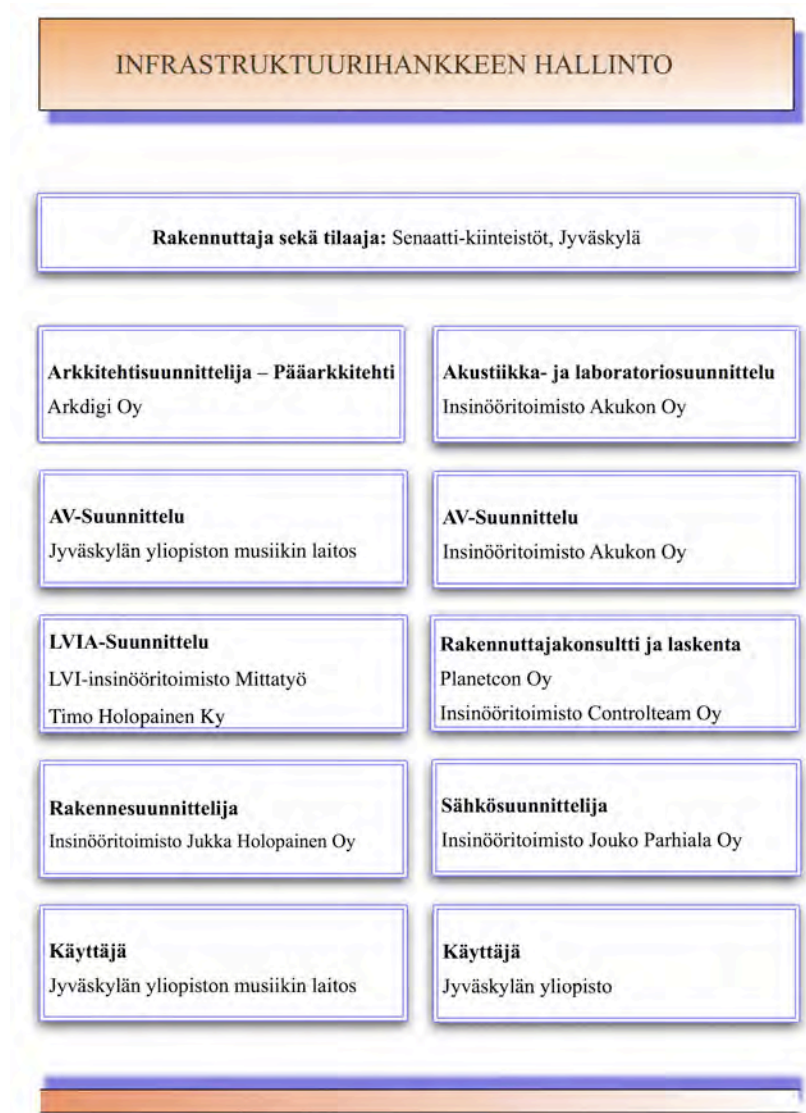 INFRASTRUKTUURIHANKKEEN HALLINTO
Rakennuttaja sekä tilaaja: Senaatti-kiinteistöt, Jyväskylä
Arkkitehtisuunnittelija – Pääarkkitehti
Arkdigi Oy
Akustiikka- ja laboratoriosuunnittelu
Insinööritoimisto Akukon Oy
AV-Suunnittelu
Jyväskylän yliopiston musiikin laitos
AV-Suunnittelu
Insinööritoimisto Akukon Oy
LVIA-Suunnittelu
LVI-insinööritoimisto Mittatyö
Timo Holopainen Ky
Rakennuttajakonsultti ja laskenta
Planetcon Oy
Insinööritoimisto Controlteam Oy
Rakennesuunnittelija
Insinööritoimisto Jukka Holopainen Oy
Sähkösuunnittelija
Insinööritoimisto Jouko Parhiala Oy
Käyttäjä
Jyväskylän yliopiston musiikin laitos
Käyttäjä
Jyväskylän yliopisto